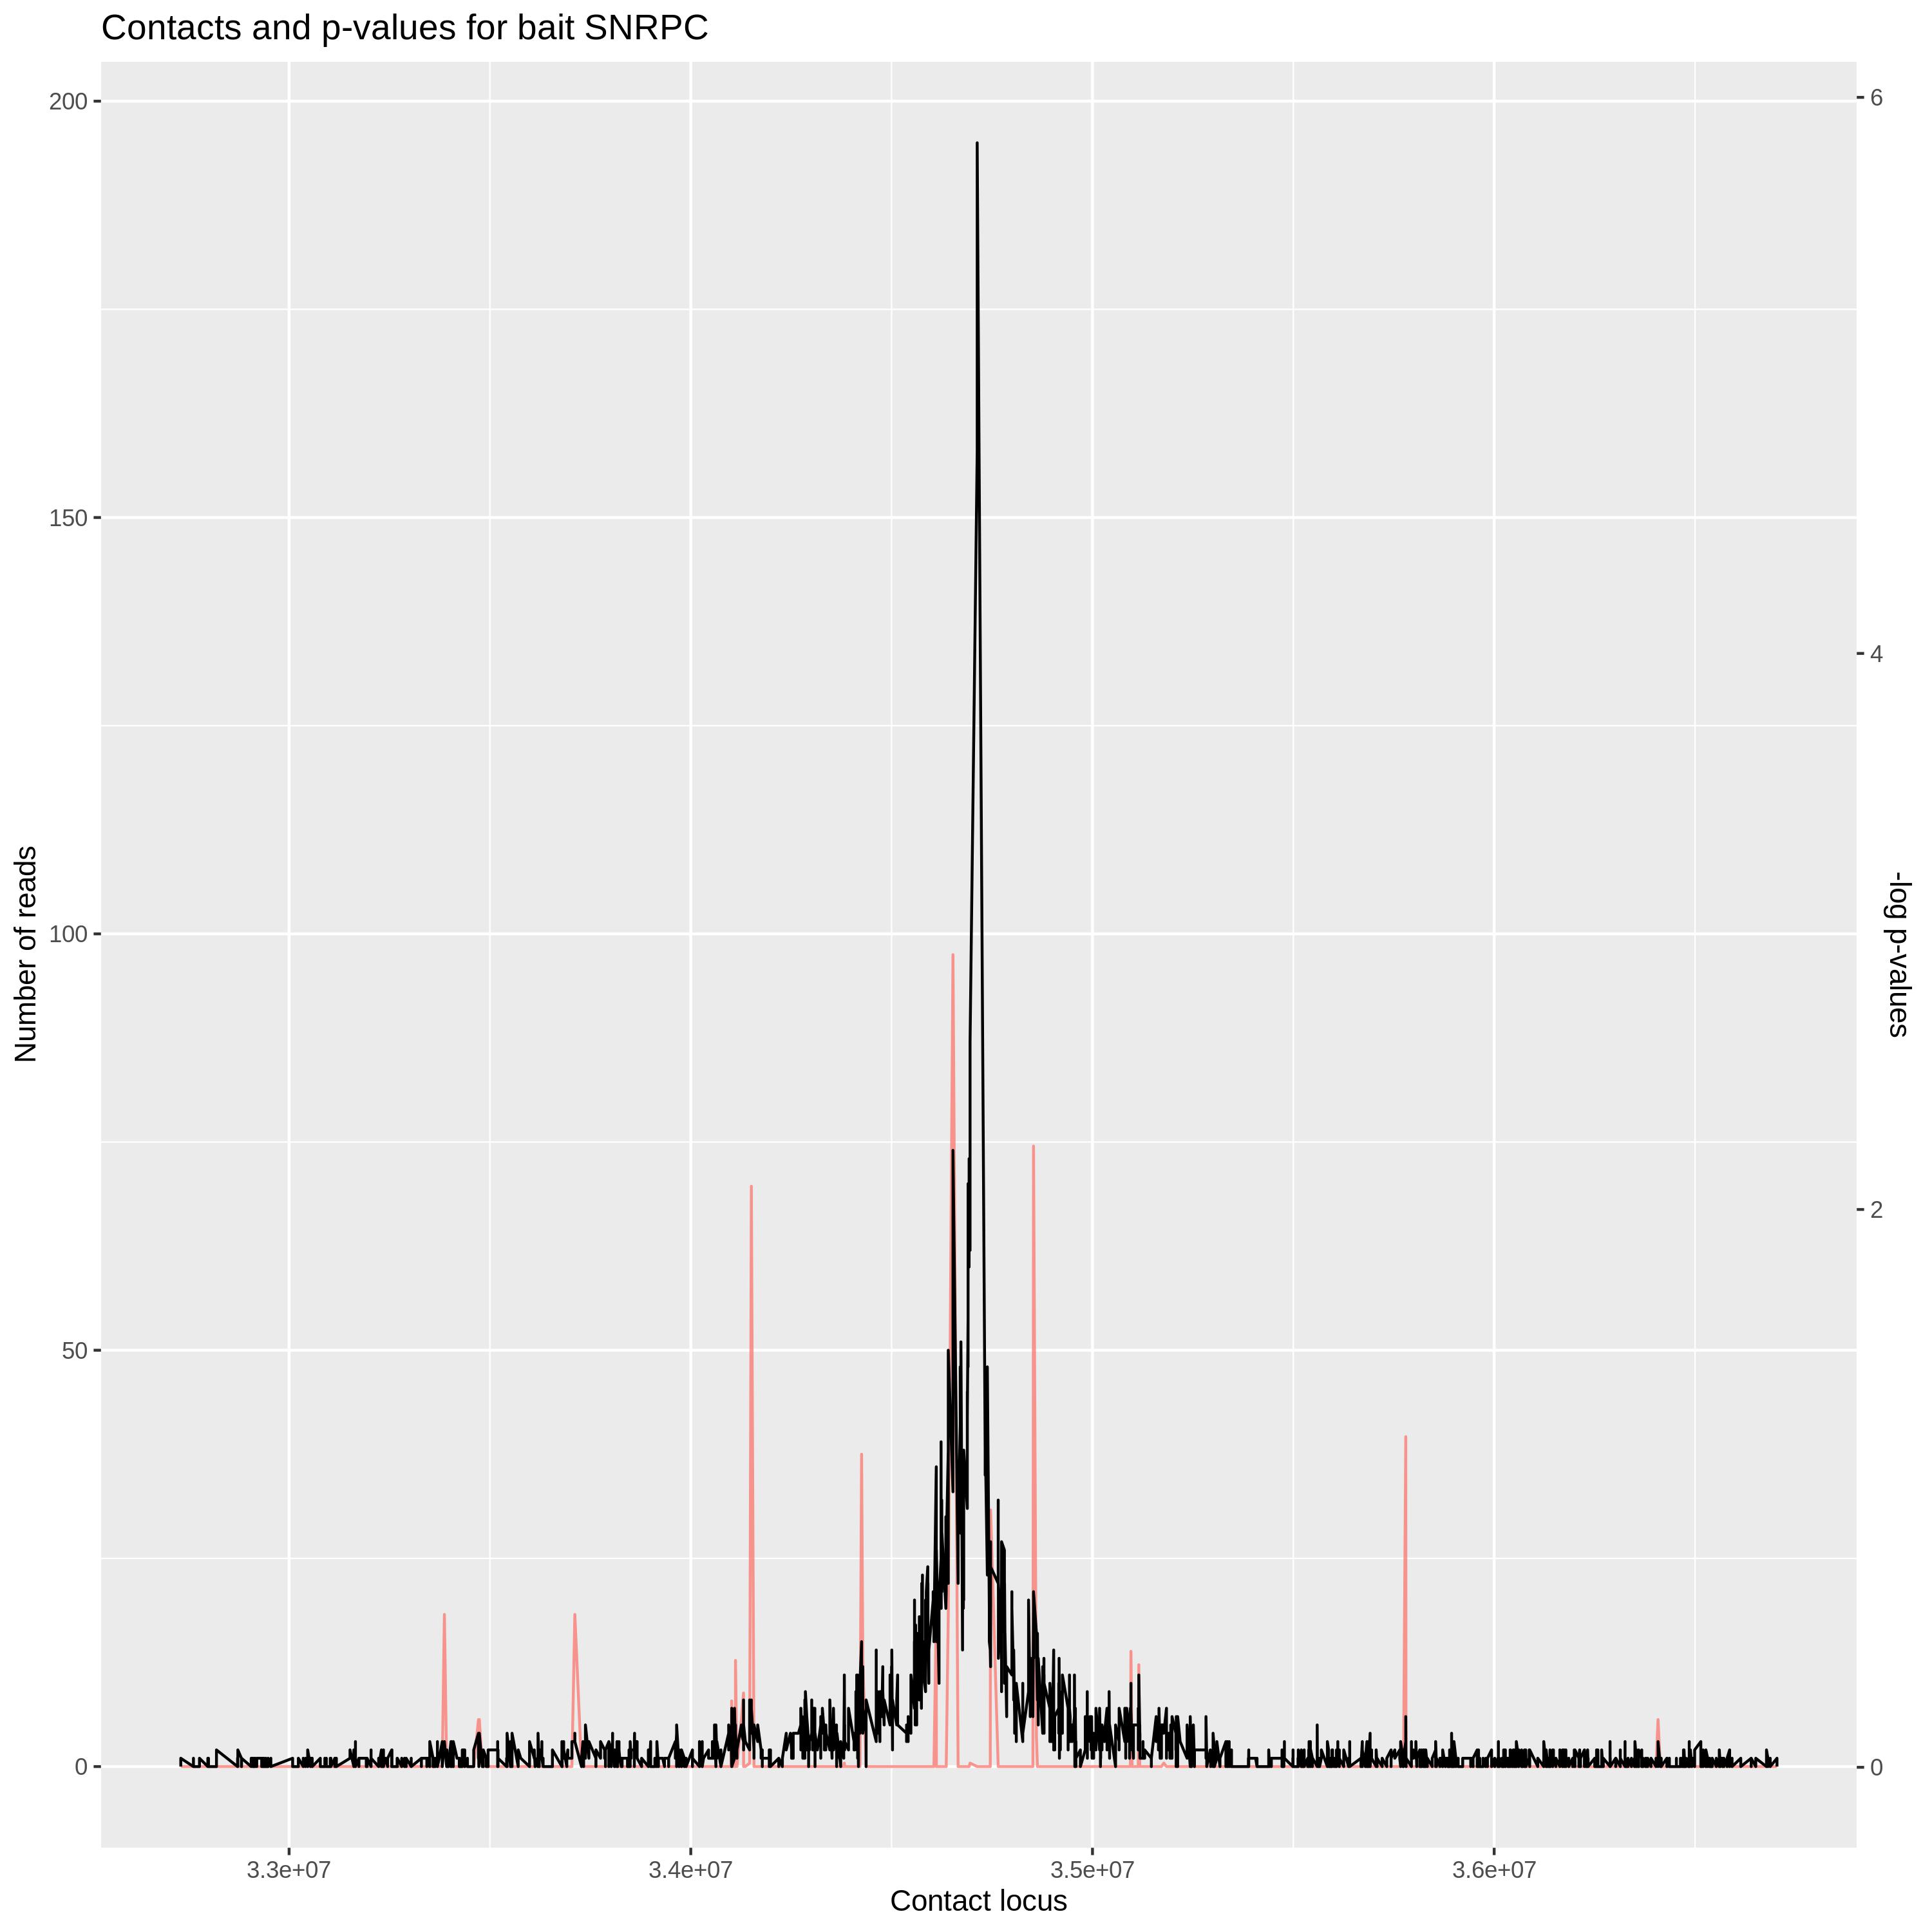 Contacts and p-values for bait SNRPC
200
150
100
50
0
6
4
2
0
Number of reads
-log p-values
3.3e+07
3.4e+07
3.5e+07
3.6e+07
Contact locus